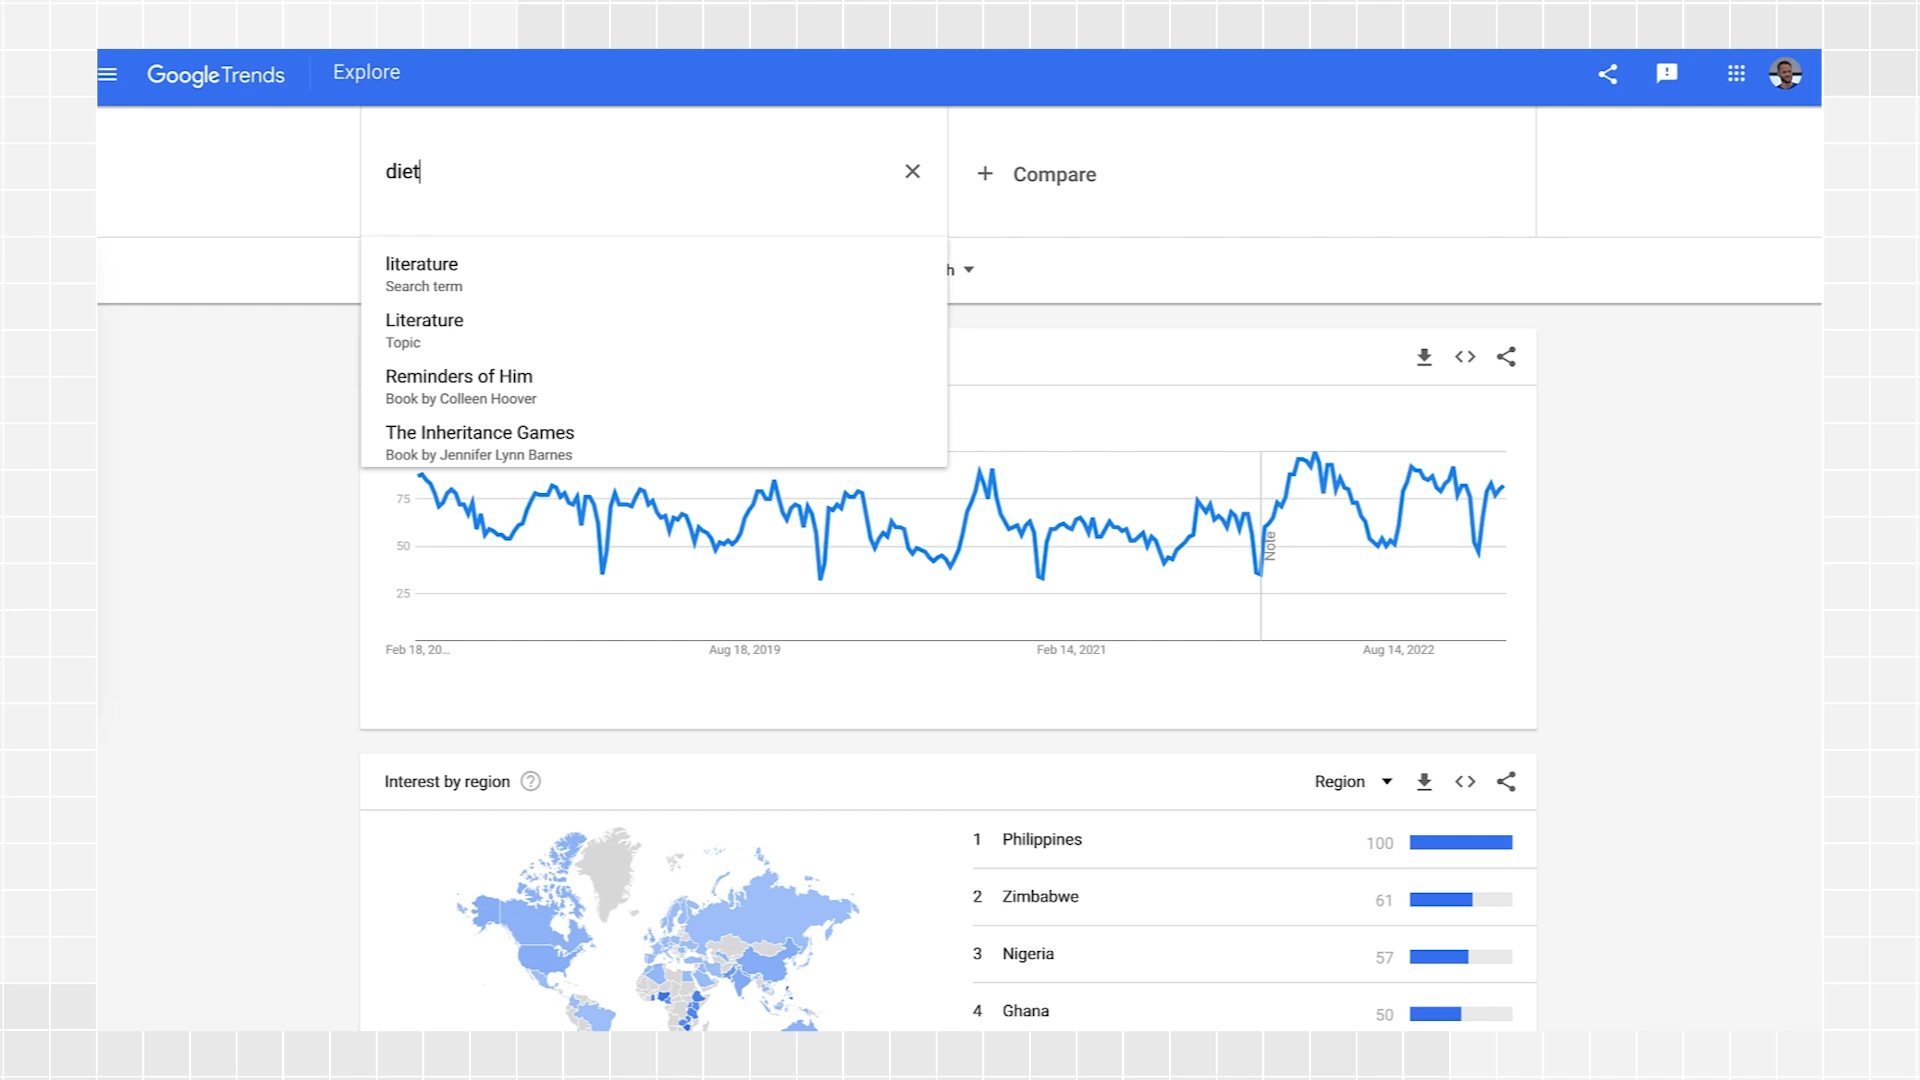 Google Trends Explore
diet
+ Compare
literature
Search term
Literature
Topic
Reminders of Him
Book by Colleen Hoover
The Inheritance Games
Book by Jennifer Lynn Barnes
h
75
50
25
Note
Feb 18, 20... Aug 18, 2019 Feb 14, 2021 Aug 14, 2022
Interest by region ? Region
1 Philippines 100
2 Zimbabwe 61
3 Nigeria 57
4 Ghana 50